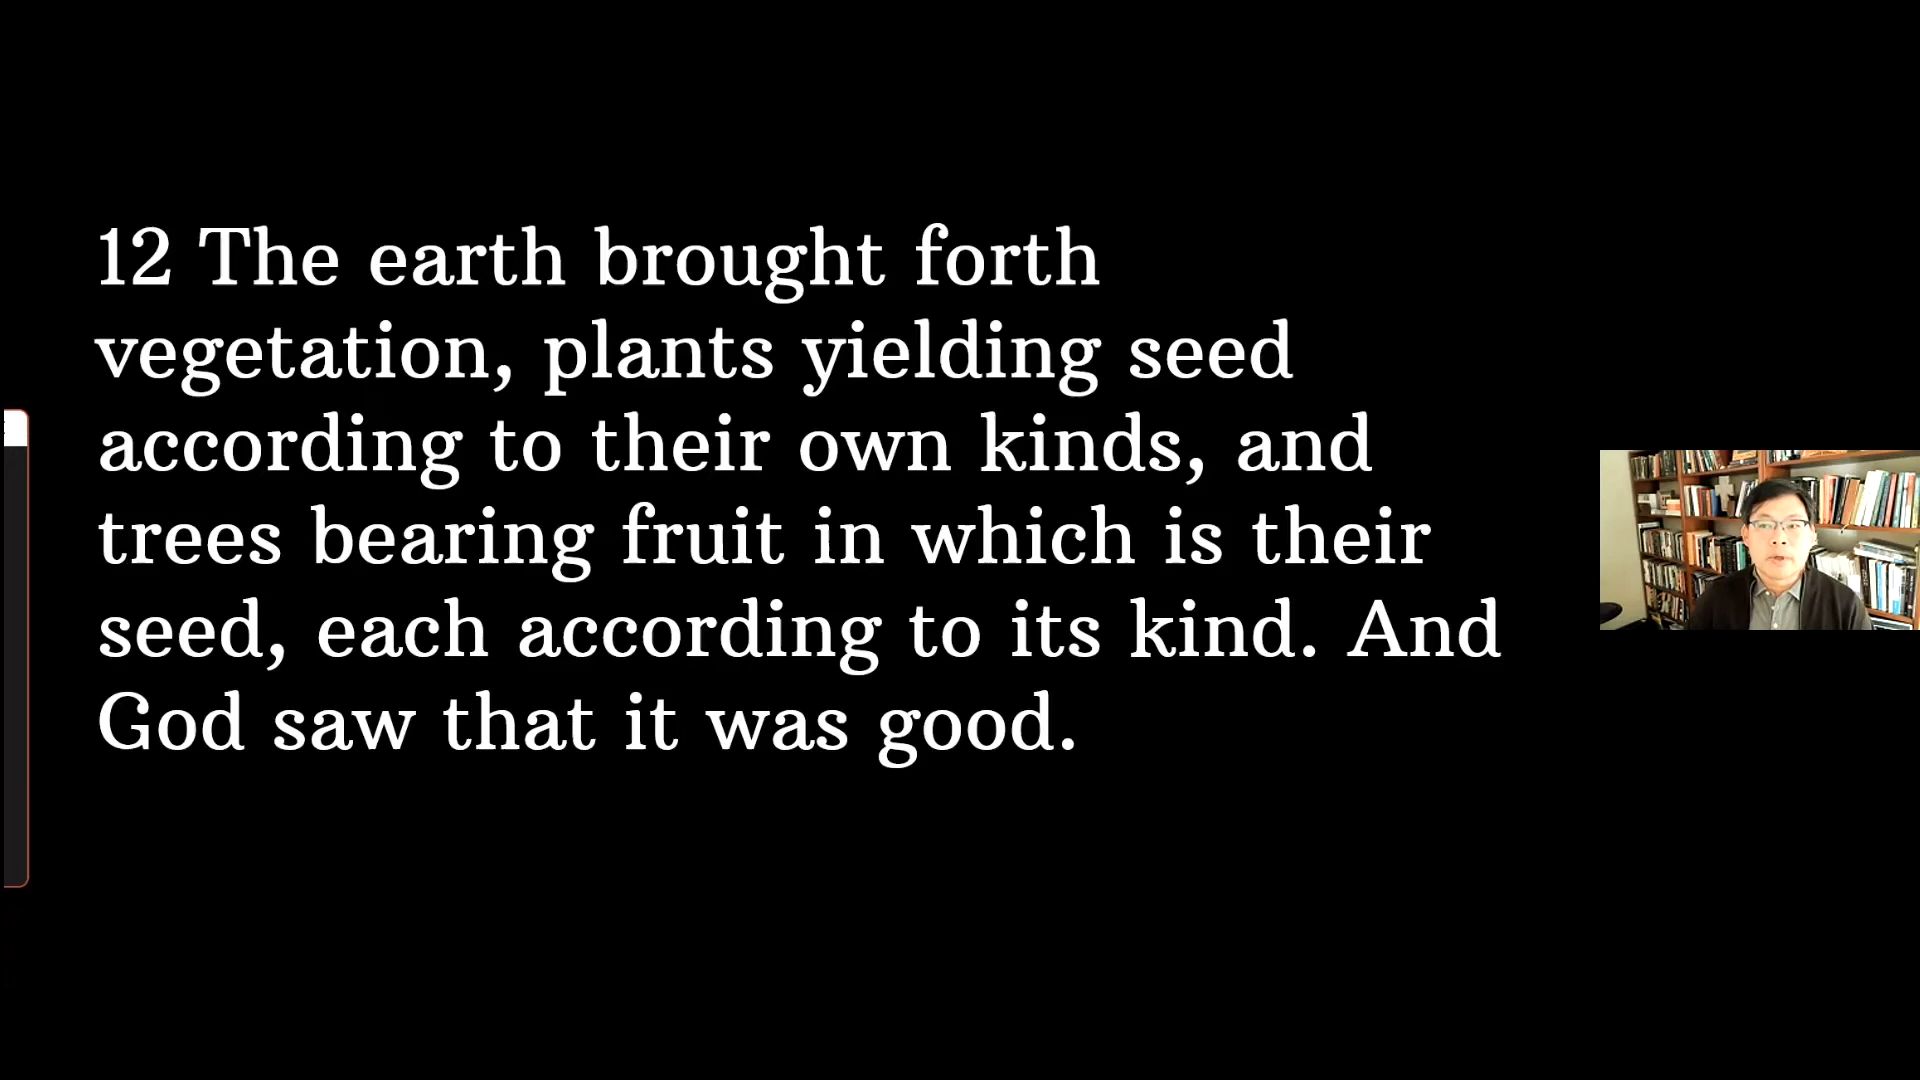 12 The earth brought forth
vegetation, plants yielding seed
according to their own kinds, and
trees bearing fruit in which is their
seed, each according to its kind. And
God saw that it was good.